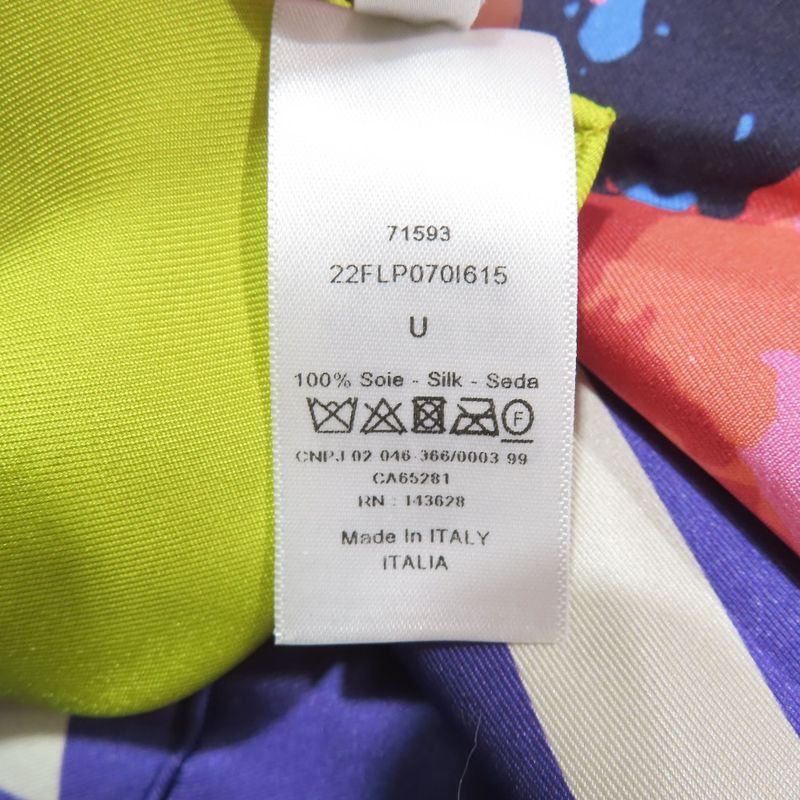 71593
22FLP070I615
U
100% Soie - Silk - Seda
F
CNPJ 02 046 366/0003 99
CA65281
RN : 143628
Made In ITALY
ITALIA